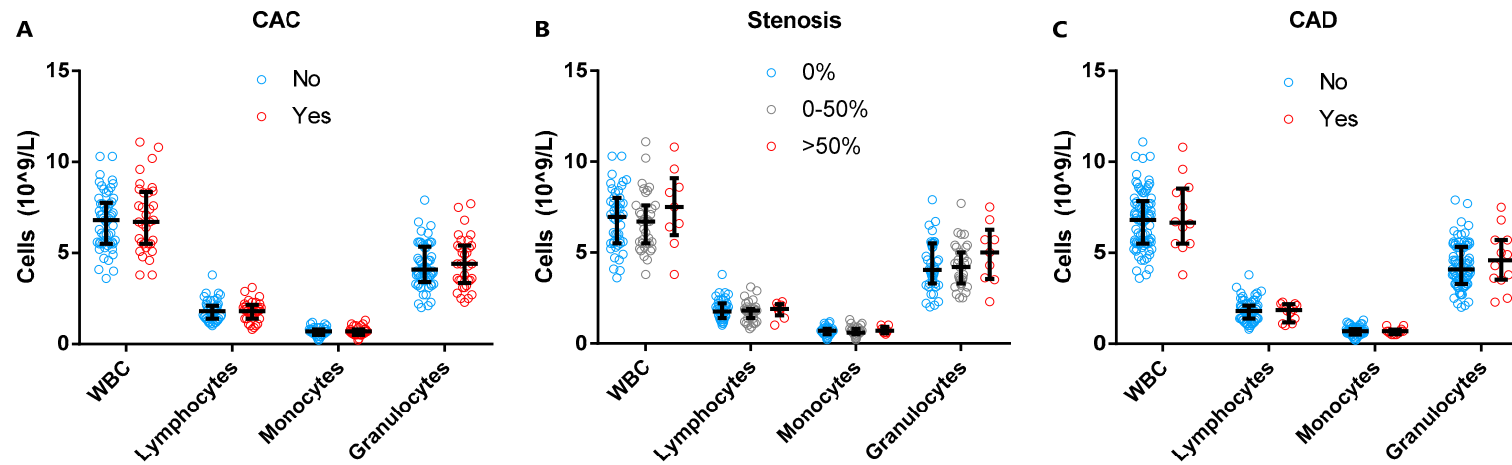 A
CAC
Cells (10^9/L)
15
10
5
0
No
Yes
WBC
Lymphocytes
Monocytes
Granulocytes
B
Stenosis
Cells (10^9/L)
15
10
5
0
0%
0-50%
>50%
WBC
Lymphocytes
Monocytes
Granulocytes
C
CAD
Cells (10^9/L)
15
10
5
0
No
Yes
WBC
Lymphocytes
Monocytes
Granulocytes